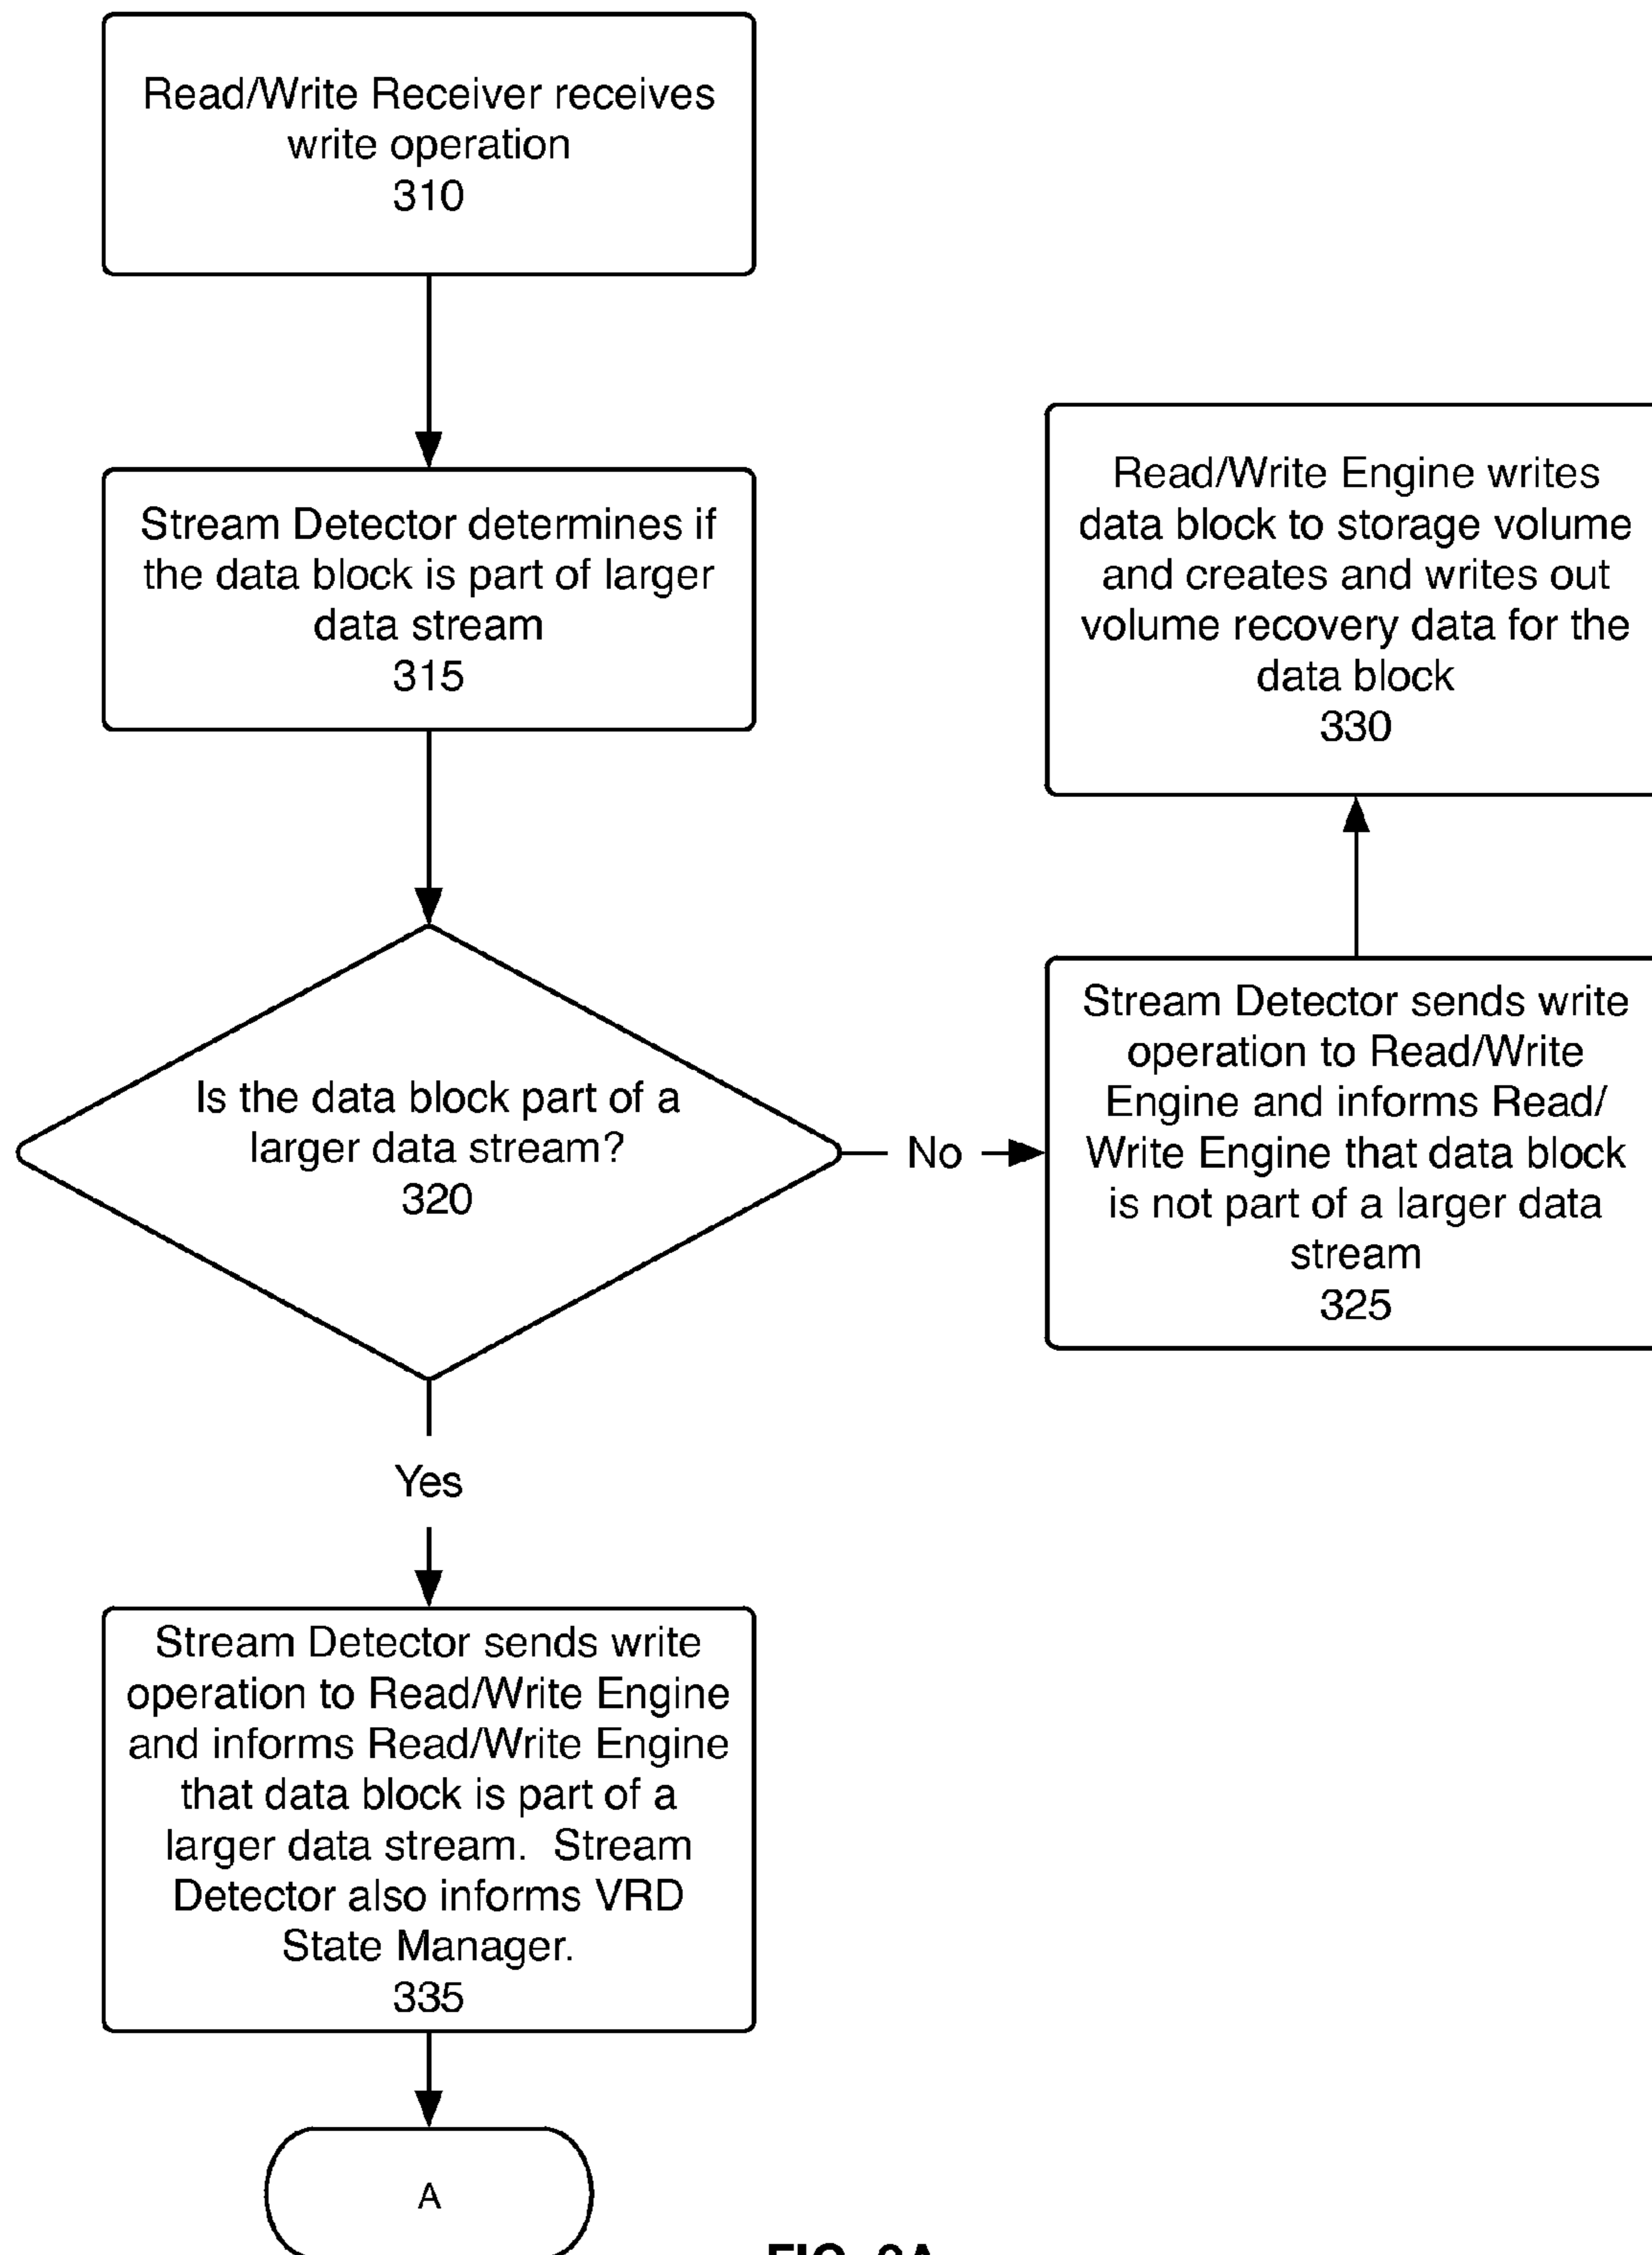 Read/Write Receiver receives
write operation
310
Stream Detector determines if
the data block is part of larger
data stream
315
Is the data block part of a
larger data stream?
320
No
Stream Detector sends write
operation to Read/Write
Engine and informs Read/
Write Engine that data block
is not part of a larger data
stream
325
Read/Write Engine writes
data block to storage volume
and creates and writes out
volume recovery data for the
data block
330
Yes
Stream Detector sends write
operation to Read/Write Engine
and informs Read/Write Engine
that data block is part of a
larger data stream.  Stream
Detector also informs VRD
State Manager.
335
A